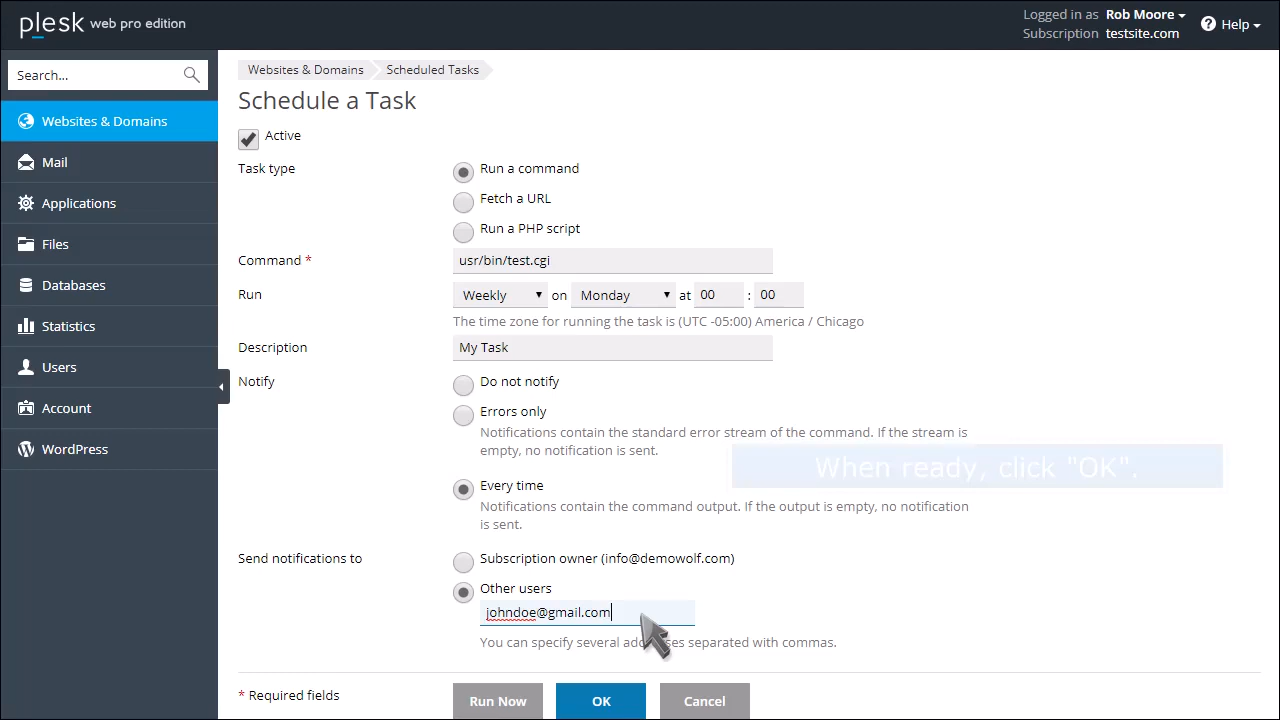 plesk web pro edition
Logged in as Rob Moore
Subscription testsite.com
Help
Search...
Websites & Domains
Mail
Applications
Files
Databases
Statistics
Users
Account
WordPress
Websites & Domains Scheduled Tasks
Schedule a Task
Active
Task type
Run a command
Fetch a URL
Run a PHP script
Command *
usr/bin/test.cgi
Run
Weekly on Monday at 00 : 00
The time zone for running the task is (UTC -05:00) America / Chicago
Description
My Task
Notify
Do not notify
Errors only
Notifications contain the standard error stream of the command. If the stream is
empty, no notification is sent.
When ready, click "OK".
Every time
Notifications contain the command output. If the output is empty, no notification
is sent.
Send notifications to
Subscription owner (info@demowolf.com)
Other users
johndoe@gmail.com
You can specify several addresses separated with commas.
* Required fields
Run Now
OK
Cancel